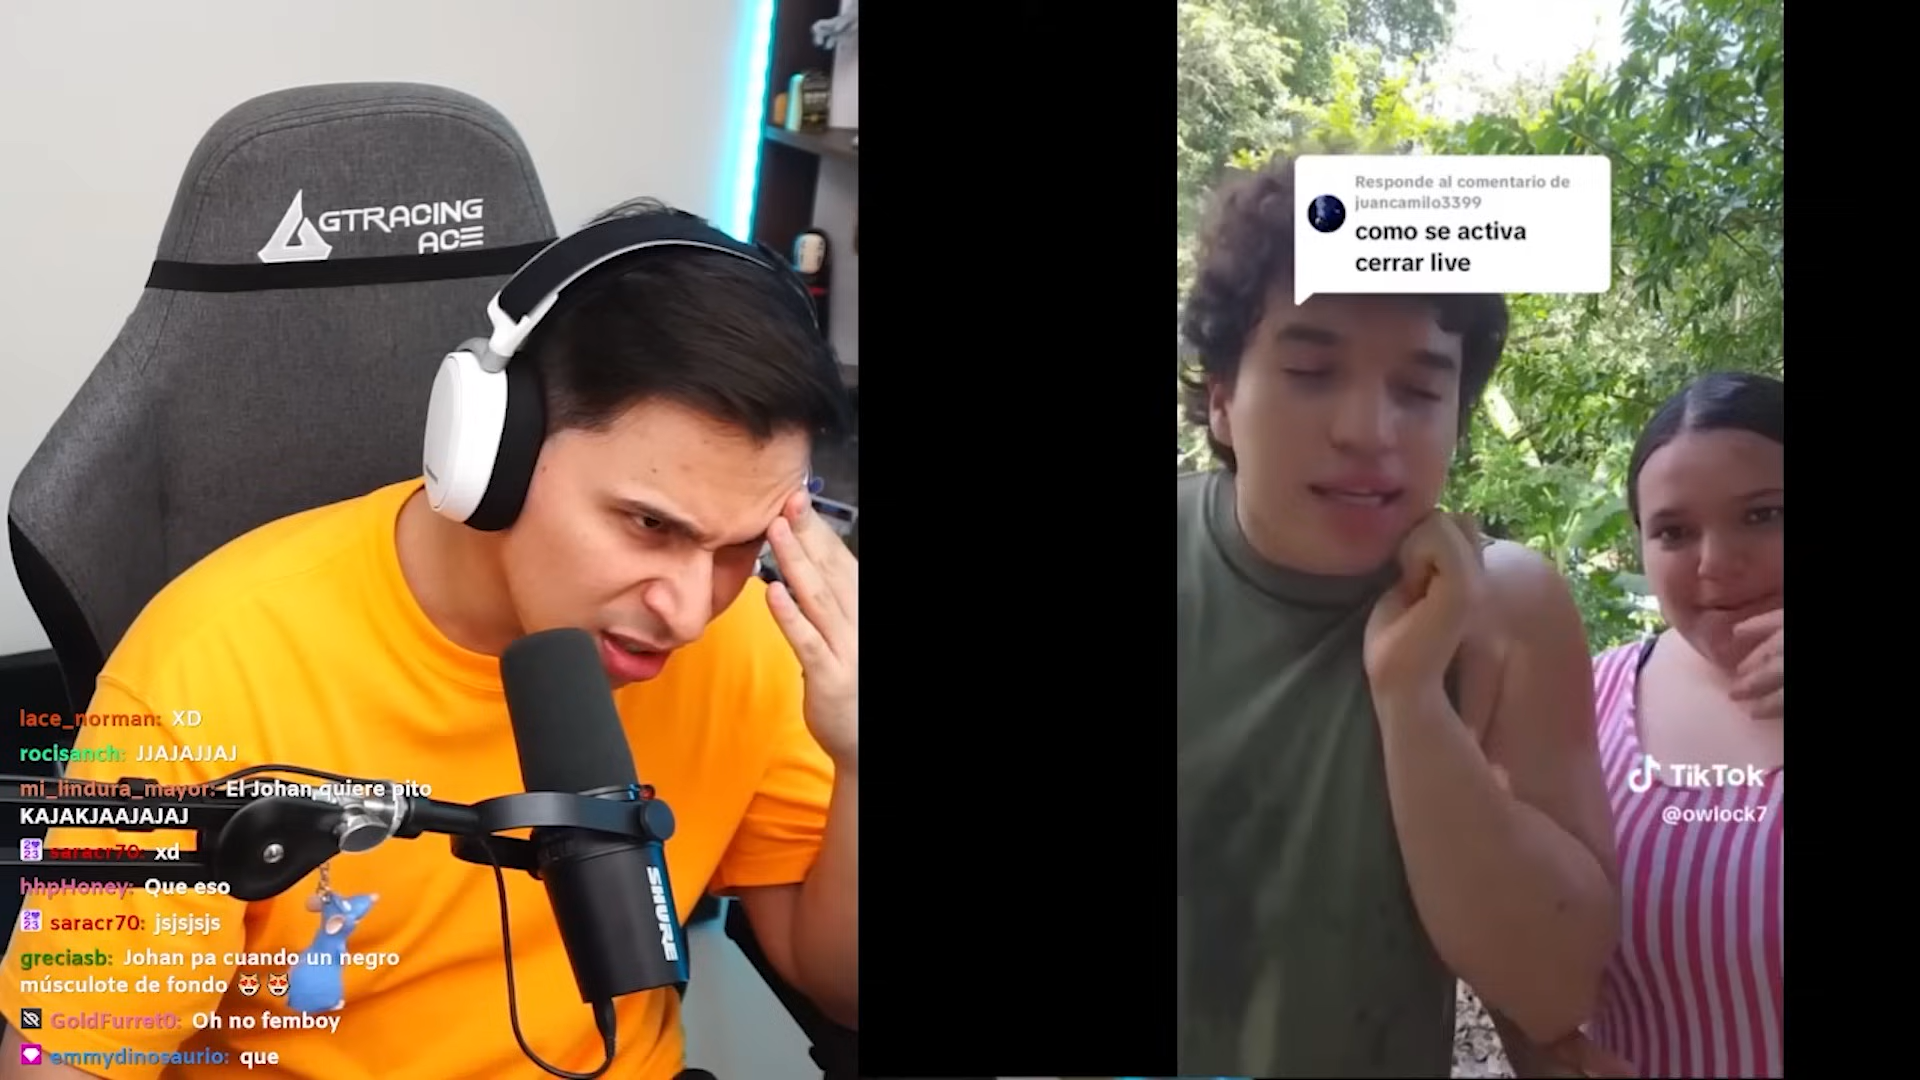 GTRACING
ACE
Responde al comentario de
juancamilo3399
como se activa
cerrar live
lace_norman: XD
rocisanch: JJAJAJJAJ
mi_lindura_mayor: El Johan quiere pito
KAJAKJAAJAJAJ
saracr70: xd
hhpHoney: Que eso
saracr70: jsjsjsjs
greciasb: Johan pa cuando un negro
músculote de fondo 😻 😻
GoldFurret0: Oh no femboy
emmydinosaurio: que
SHURE
TikTok
@owlock7